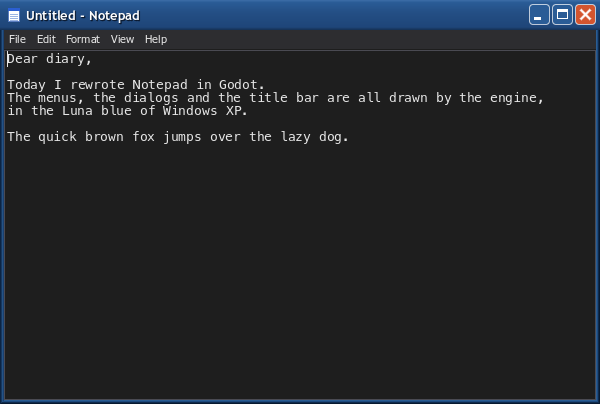 Untitled - Notepad
File Edit Format View Help
Dear diary,
Today I rewrote Notepad in Godot.
The menus, the dialogs and the title bar are all drawn by the engine,
in the Luna blue of Windows XP.
The quick brown fox jumps over the lazy dog.